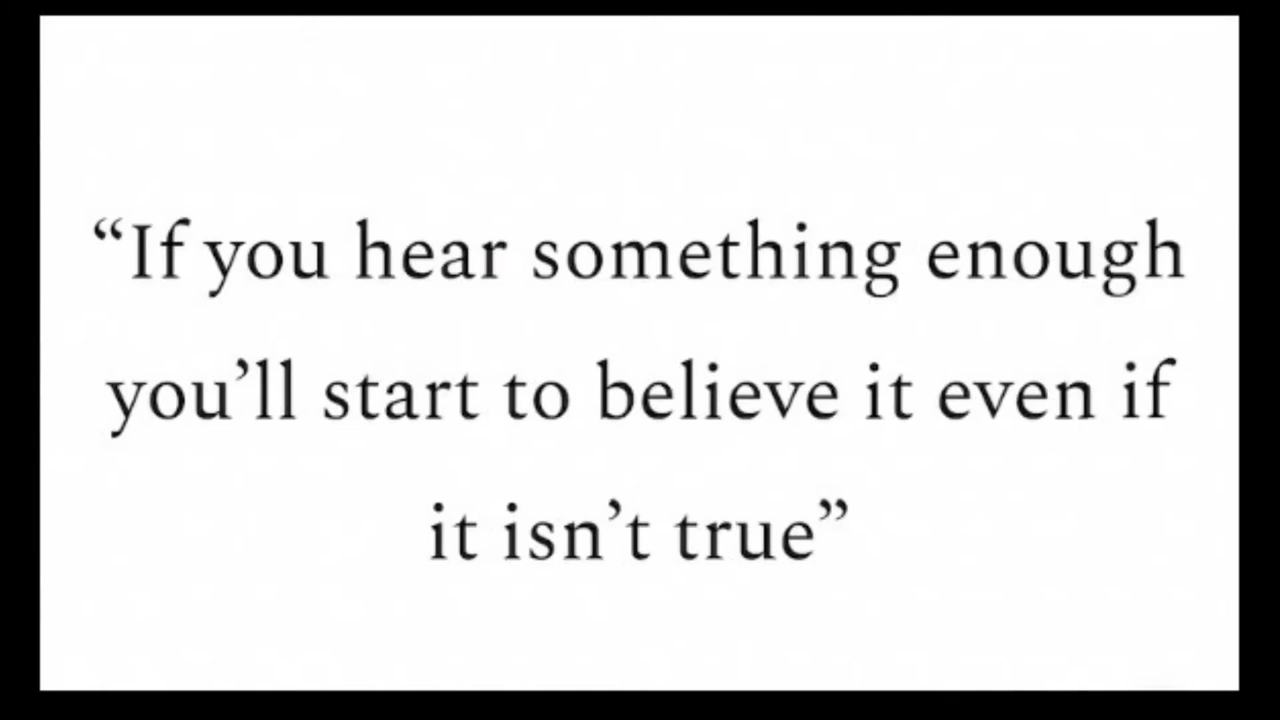 “If you hear something enough
you’ll start to believe it even if
it isn’t true”